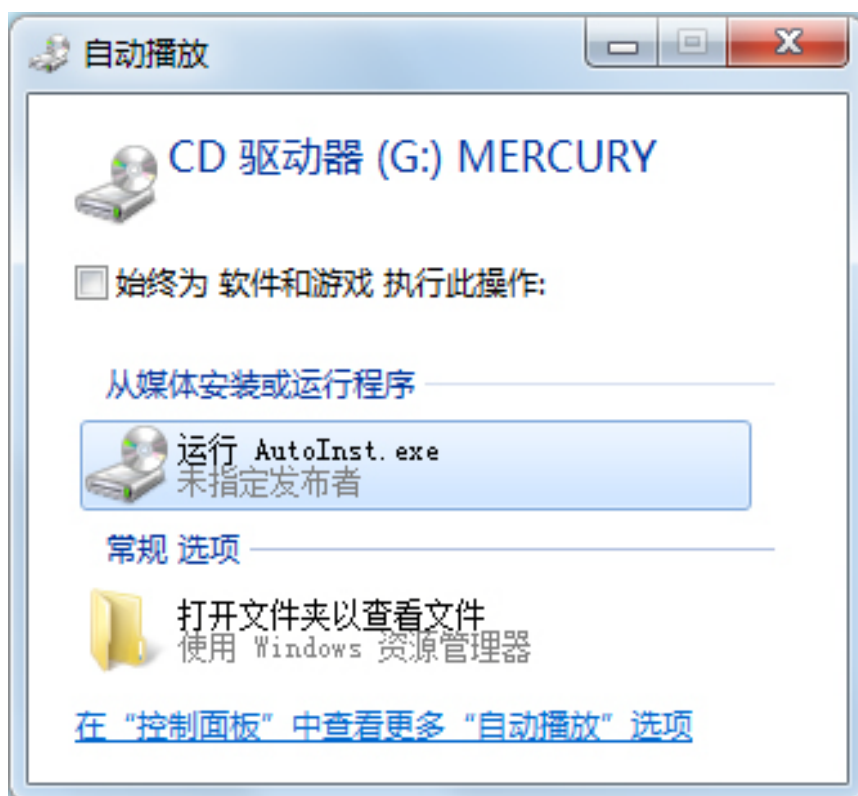 自动播放
CD 驱动器 (G:) MERCURY
始终为 软件和游戏 执行此操作:
从媒体安装或运行程序
运行 AutoInst.exe
未指定发布者
常规 选项
打开文件夹以查看文件
使用 Windows 资源管理器
在“控制面板”中查看更多“自动播放”选项